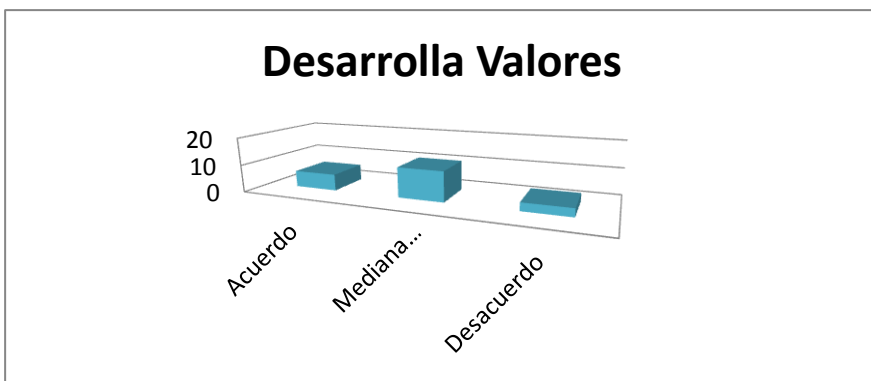 Desarrolla Valores
20
10
0
Acuerdo
Mediana...
Desacuerdo